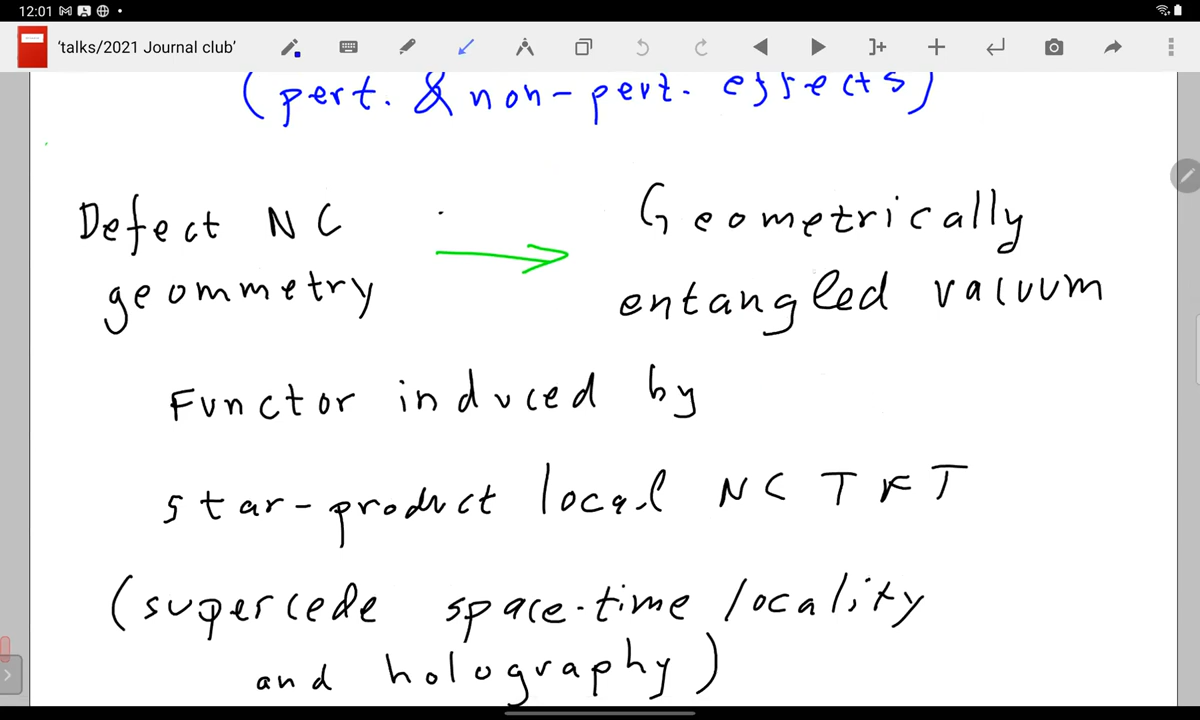 12:01
'talks/2021 Journal club'
(pert. & non-pert. effects)
Defect NC → Geometrically
geommetry entangled vacuum
Functor induced by
star-product local NC TFT
(supercede space-time locality
and holography)